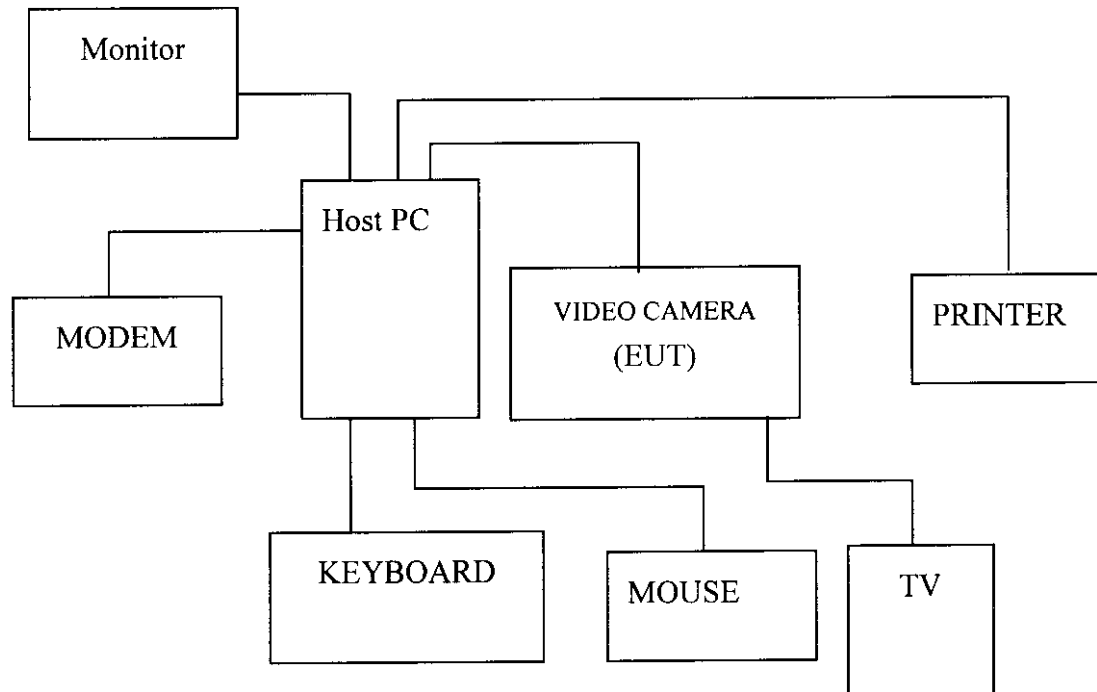 Monitor
Host PC
MODEM
VIDEO CAMERA
(EUT)
PRINTER
KEYBOARD
MOUSE
TV